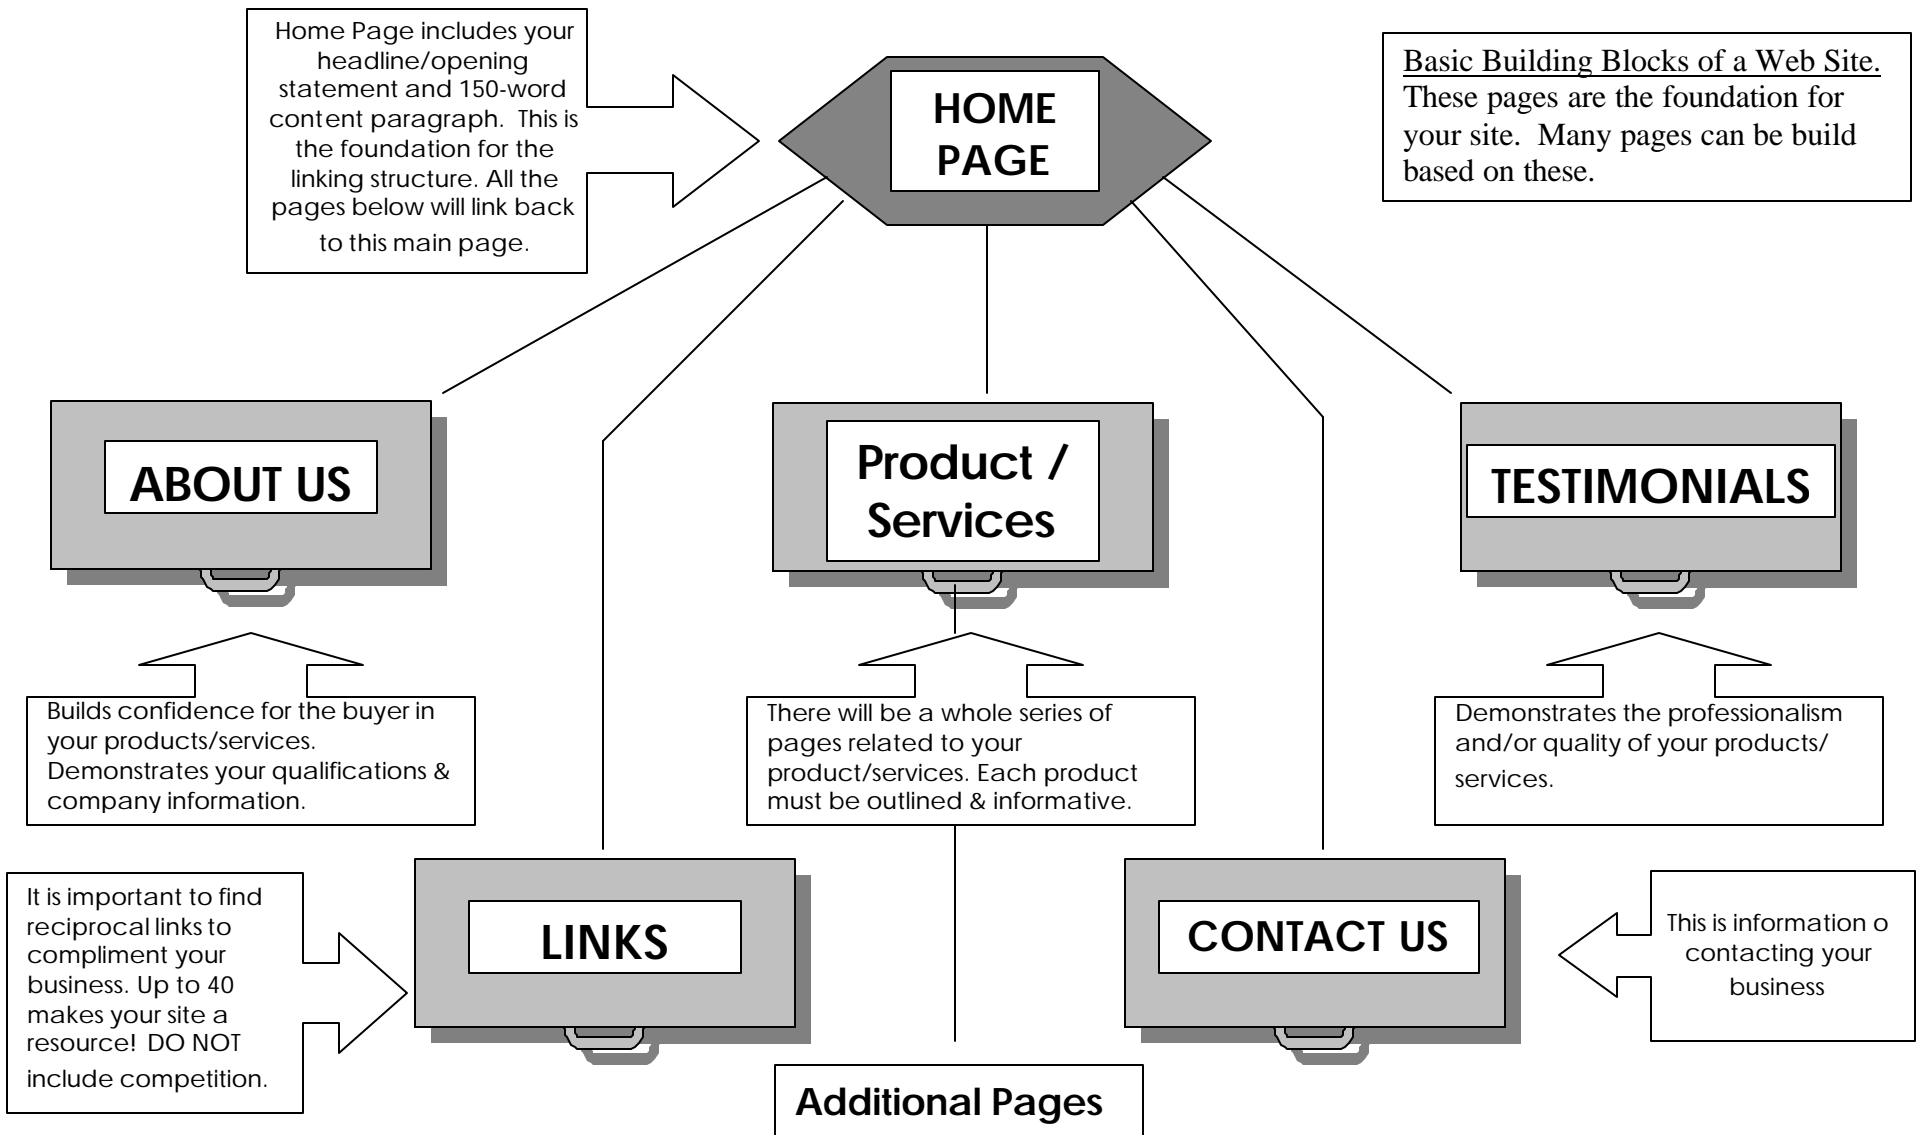 Home Page includes your
headline/opening
statement and 150-word
content paragraph.  This is
the foundation for the
linking structure. All the
pages below will link back
to this main page.
HOME
PAGE
Basic Building Blocks of a Web Site.
These pages are the foundation for
your site.  Many pages can be build
based on these.
ABOUT US
Product /
Services
TESTIMONIALS
Builds confidence for the buyer in
your products/services.
Demonstrates your qualifications &
company information.
There will be a whole series of
pages related to your
product/services. Each product
must be outlined & informative.
Demonstrates the professionalism
and/or quality of your products/
services.
It is important to find
reciprocal links to
compliment your
business. Up to 40
makes your site a
resource!  DO NOT
include competition.
LINKS
CONTACT US
This is information o
contacting your
business
Additional Pages